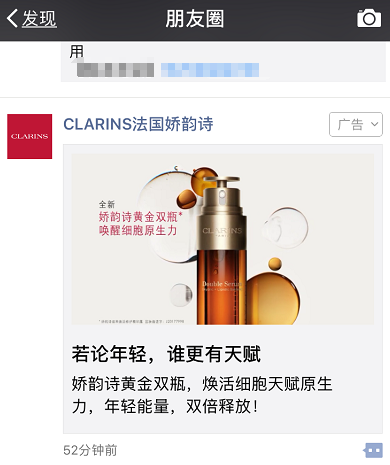 发现
朋友圈
用
CLARINS
CLARINS法国娇韵诗
广告
全新
娇韵诗黄金双瓶*
唤醒细胞原生力
CLARINS
Double Serum
若论年轻，谁更有天赋
娇韵诗黄金双瓶，焕活细胞天赋原生
力，年轻能量，双倍释放！
52分钟前